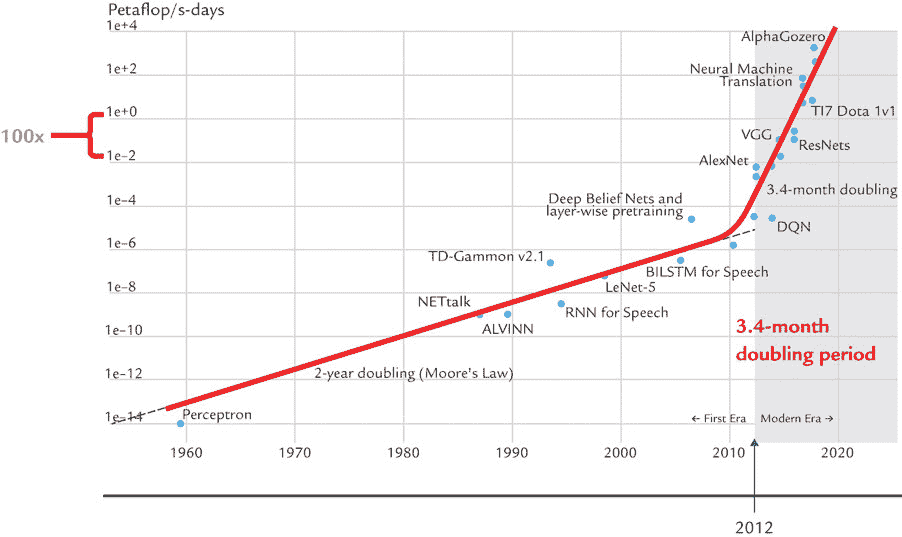 Petaflop/s-days
1e+4
1e+2
1e+0
1e-2
1e-4
1e-6
1e-8
1e-10
1e-12
1e-14
100x
AlphaGozero
Neural Machine
Translation
TI7 Dota 1v1
VGG
ResNets
AlexNet
3.4-month doubling
Deep Belief Nets and
layer-wise pretraining
DQN
TD-Gammon v2.1
BILSTM for Speech
LeNet-5
NETtalk
RNN for Speech
ALVINN
3.4-month
doubling period
2-year doubling (Moore's Law)
Perceptron
← First Era
Modern Era →
1960
1970
1980
1990
2000
2010
2020
2012